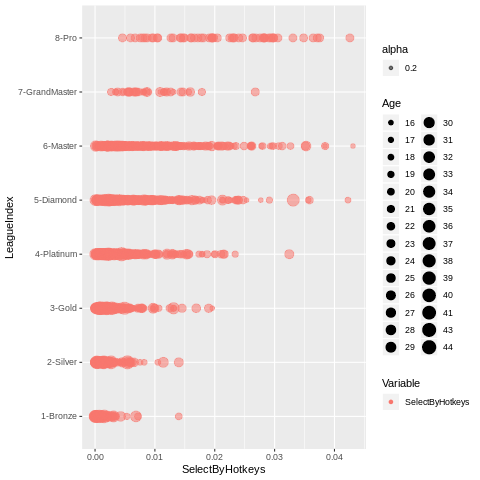 LeagueIndex
8-Pro
7-GrandMaster
6-Master
5-Diamond
4-Platinum
3-Gold
2-Silver
1-Bronze
0.00 0.01 0.02 0.03 0.04
SelectByHotkeys
alpha
0.2
Age
16 30
17 31
18 32
19 33
20 34
21 35
22 36
23 37
24 38
25 39
26 40
27 41
28 43
29 44
Variable
SelectByHotkeys